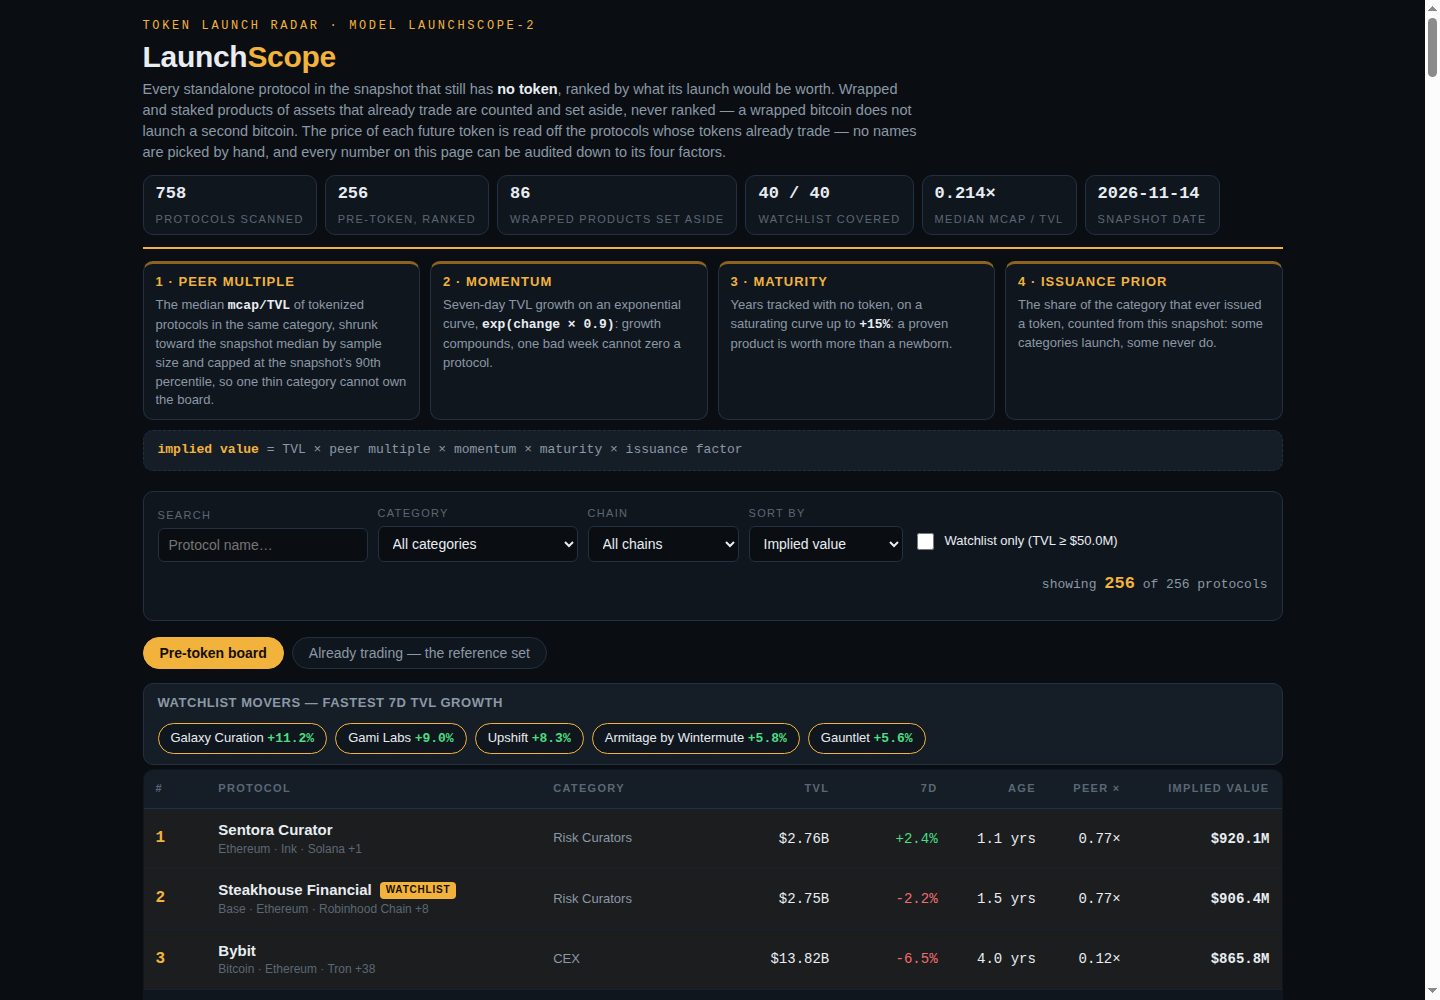 TOKEN LAUNCH RADAR · MODEL LAUNCHSCOPE-2
LaunchScope
Every standalone protocol in the snapshot that still has no token, ranked by what its launch would be worth. Wrapped
and staked products of assets that already trade are counted and set aside, never ranked — a wrapped bitcoin does not
launch a second bitcoin. The price of each future token is read off the protocols whose tokens already trade — no names
are picked by hand, and every number on this page can be audited down to its four factors.
758
PROTOCOLS SCANNED
256
PRE-TOKEN, RANKED
86
WRAPPED PRODUCTS SET ASIDE
40 / 40
WATCHLIST COVERED
0.214×
MEDIAN MCAP / TVL
2026-11-14
SNAPSHOT DATE
1 · PEER MULTIPLE
The median mcap/TVL of tokenized
protocols in the same category, shrunk
toward the snapshot median by sample
size and capped at the snapshot’s 90th
percentile, so one thin category cannot own
the board.
2 · MOMENTUM
Seven-day TVL growth on an exponential
curve, exp(change × 0.9): growth
compounds, one bad week cannot zero a
protocol.
3 · MATURITY
Years tracked with no token, on a
saturating curve up to +15%: a proven
product is worth more than a newborn.
4 · ISSUANCE PRIOR
The share of the category that ever issued
a token, counted from this snapshot: some
categories launch, some never do.
implied value = TVL × peer multiple × momentum × maturity × issuance factor
SEARCH
Protocol name…
CATEGORY
All categories
CHAIN
All chains
SORT BY
Implied value
Watchlist only (TVL ≥ $50.0M)
showing 256 of 256 protocols
Pre-token board
Already trading — the reference set
WATCHLIST MOVERS — FASTEST 7D TVL GROWTH
Galaxy Curation +11.2%
Gami Labs +9.0%
Upshift +8.3%
Armitage by Wintermute +5.8%
Gauntlet +5.6%
# PROTOCOL CATEGORY TVL 7D AGE PEER × IMPLIED VALUE
1 Sentora Curator Risk Curators $2.76B +2.4% 1.1 yrs 0.77× $920.1M
Ethereum · Ink · Solana +1
2 Steakhouse Financial WATCHLIST Risk Curators $2.75B -2.2% 1.5 yrs 0.77× $906.4M
Base · Ethereum · Robinhood Chain +8
3 Bybit CEX $13.82B -6.5% 4.0 yrs 0.12× $865.8M
Bitcoin · Ethereum · Tron +38